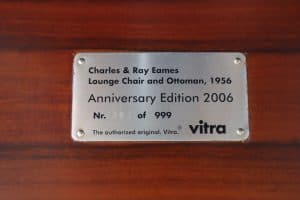 Charles & Ray Eames
Lounge Chair and Ottoman, 1956
Anniversary Edition 2006
Nr. of 999
The authorized original. Vitra.® vitra